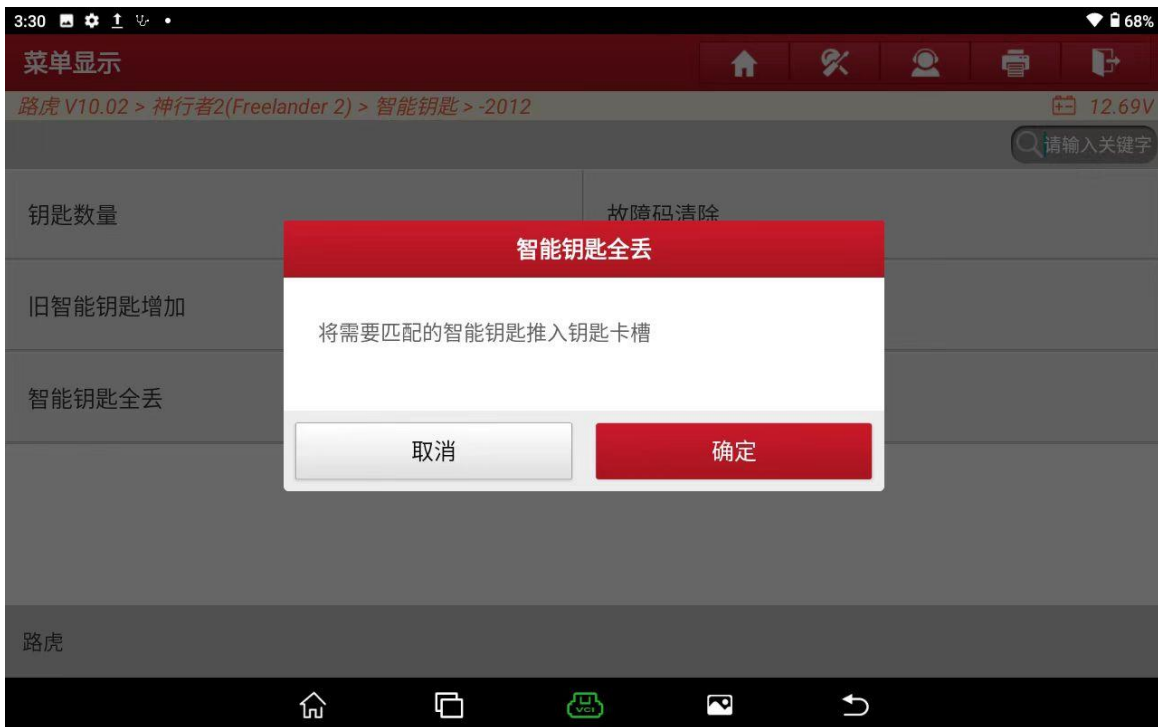 3:30
68%
菜单显示
路虎 V10.02 > 神行者2(Freelander 2) > 智能钥匙 > -2012
12.69V
请输入关键字
钥匙数量
故障码清除
智能钥匙全丢
旧智能钥匙增加
将需要匹配的智能钥匙推入钥匙卡槽
智能钥匙全丢
取消
确定
路虎
VCI